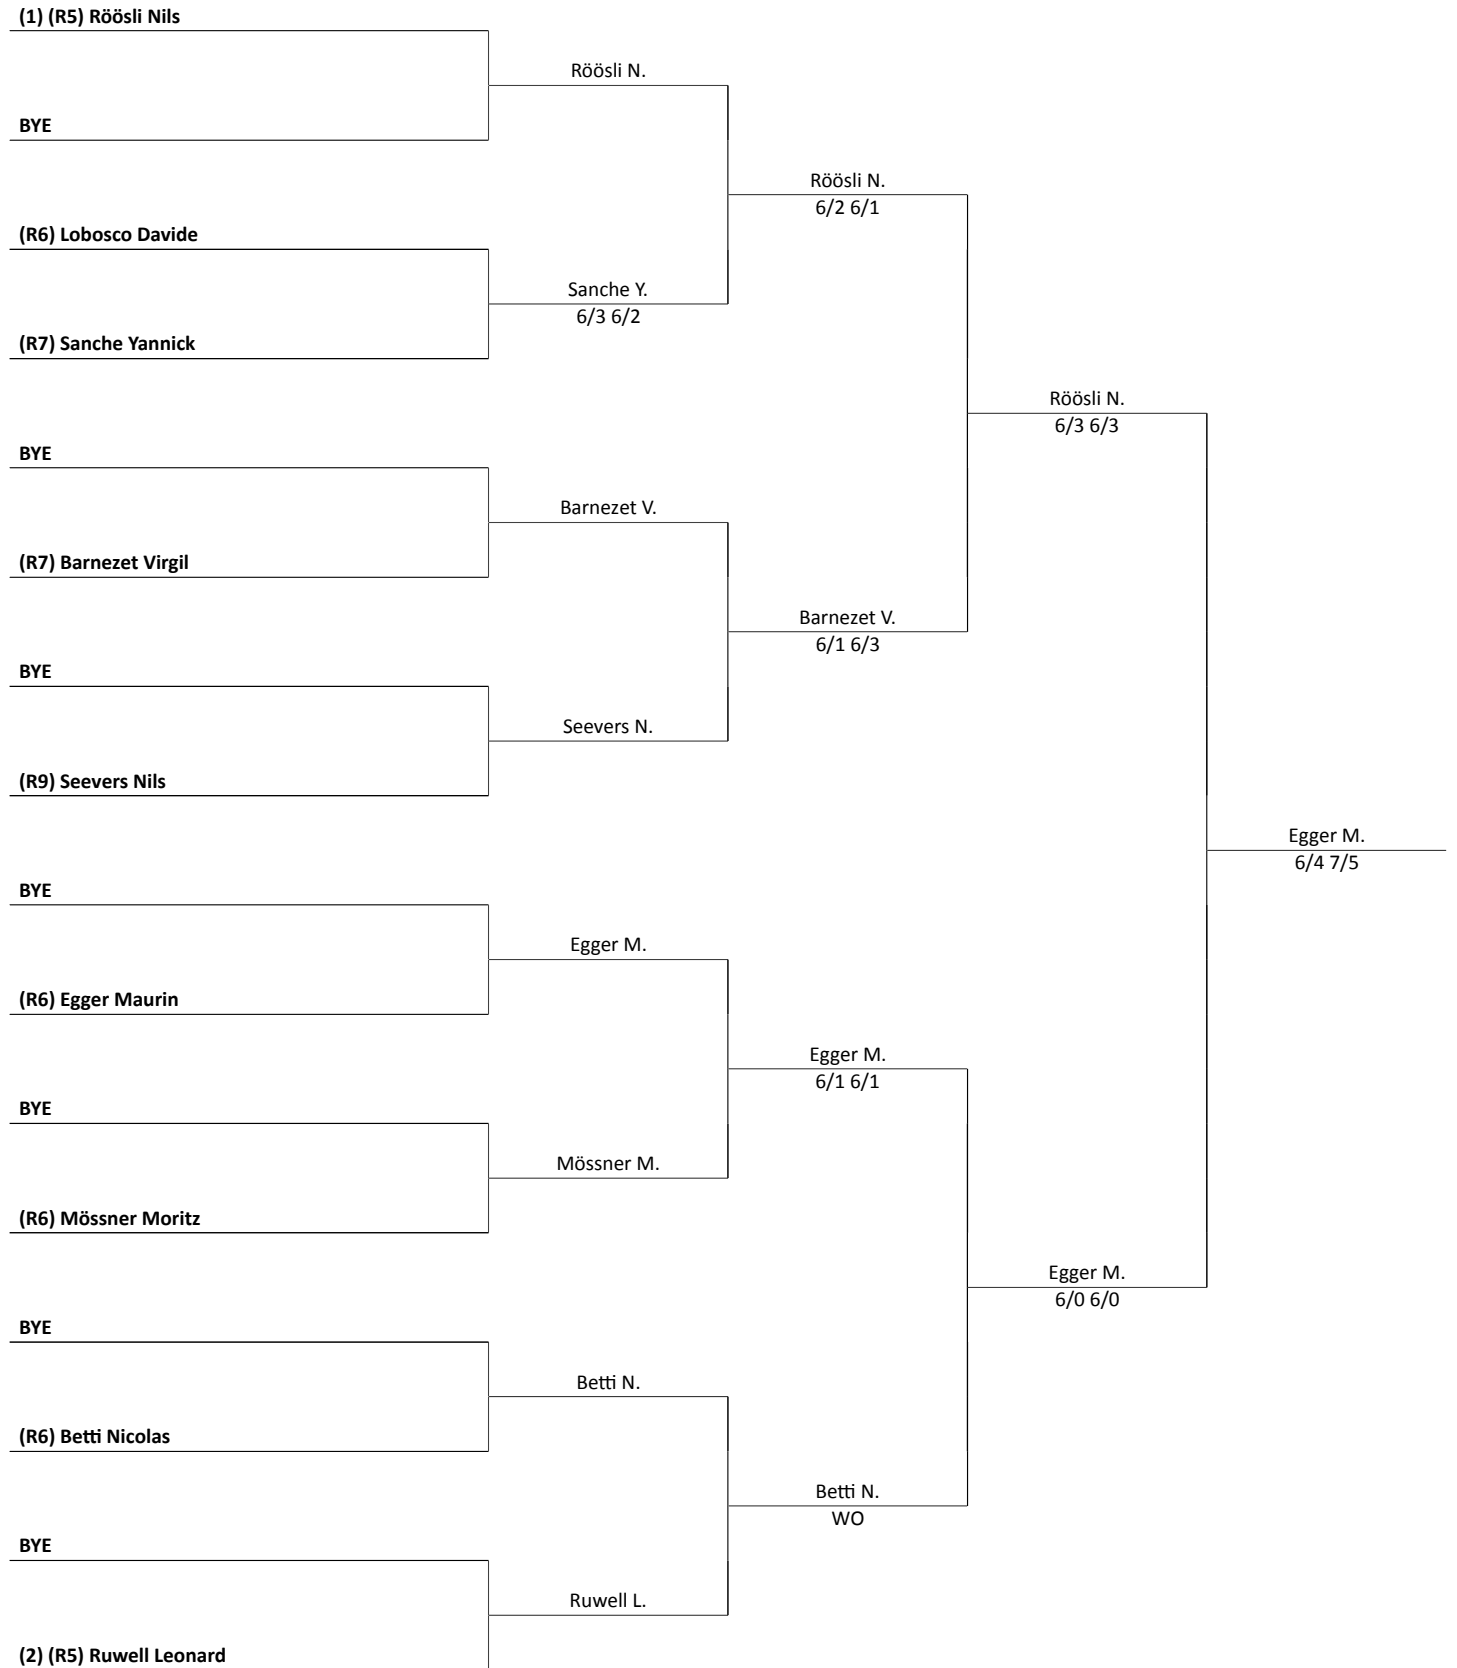 (1) (R5) Röösli Nils
Röösli N.
BYE
Röösli N.
6/2 6/1
(R6) Lobosco Davide
Sanche Y.
6/3 6/2
(R7) Sanche Yannick
Röösli N.
6/3 6/3
BYE
Barnezet V.
(R7) Barnezet Virgil
Barnezet V.
6/1 6/3
BYE
Seevers N.
(R9) Seevers Nils
Egger M.
6/4 7/5
BYE
Egger M.
(R6) Egger Maurin
Egger M.
6/1 6/1
BYE
Mössner M.
(R6) Mössner Moritz
Egger M.
6/0 6/0
BYE
Betti N.
(R6) Betti Nicolas
Betti N.
WO
BYE
Ruwell L.
(2) (R5) Ruwell Leonard